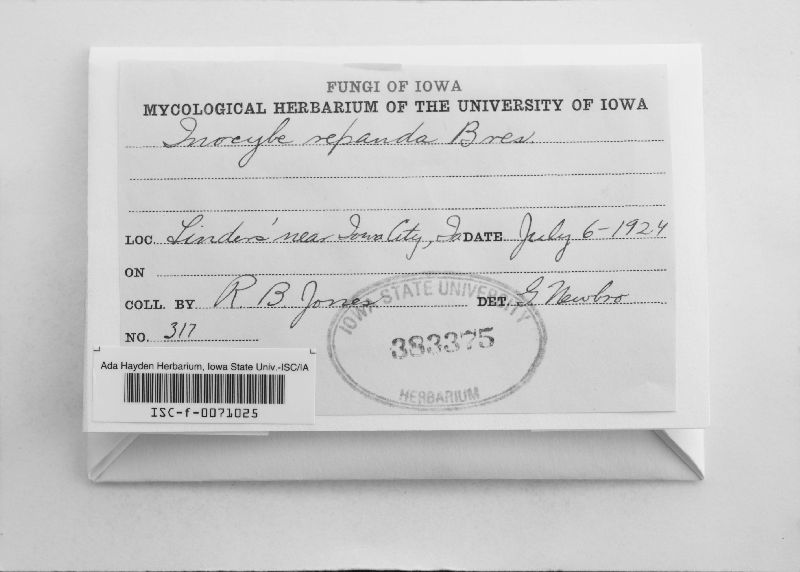 FUNGI OF IOWA
MYCOLOGICAL HERBARIUM OF THE UNIVERSITY OF IOWA
Inocybe repanda Bres.
LOC. Linders' near Iowa City, Ia DATE July 6-1924
ON
COLL. BY R B Jones DET. G Newbro
NO. 317
IOWA STATE UNIVERSITY
383375
HERBARIUM
Ada Hayden Herbarium, Iowa State Univ.-ISC/IA
ISC-f-0071025